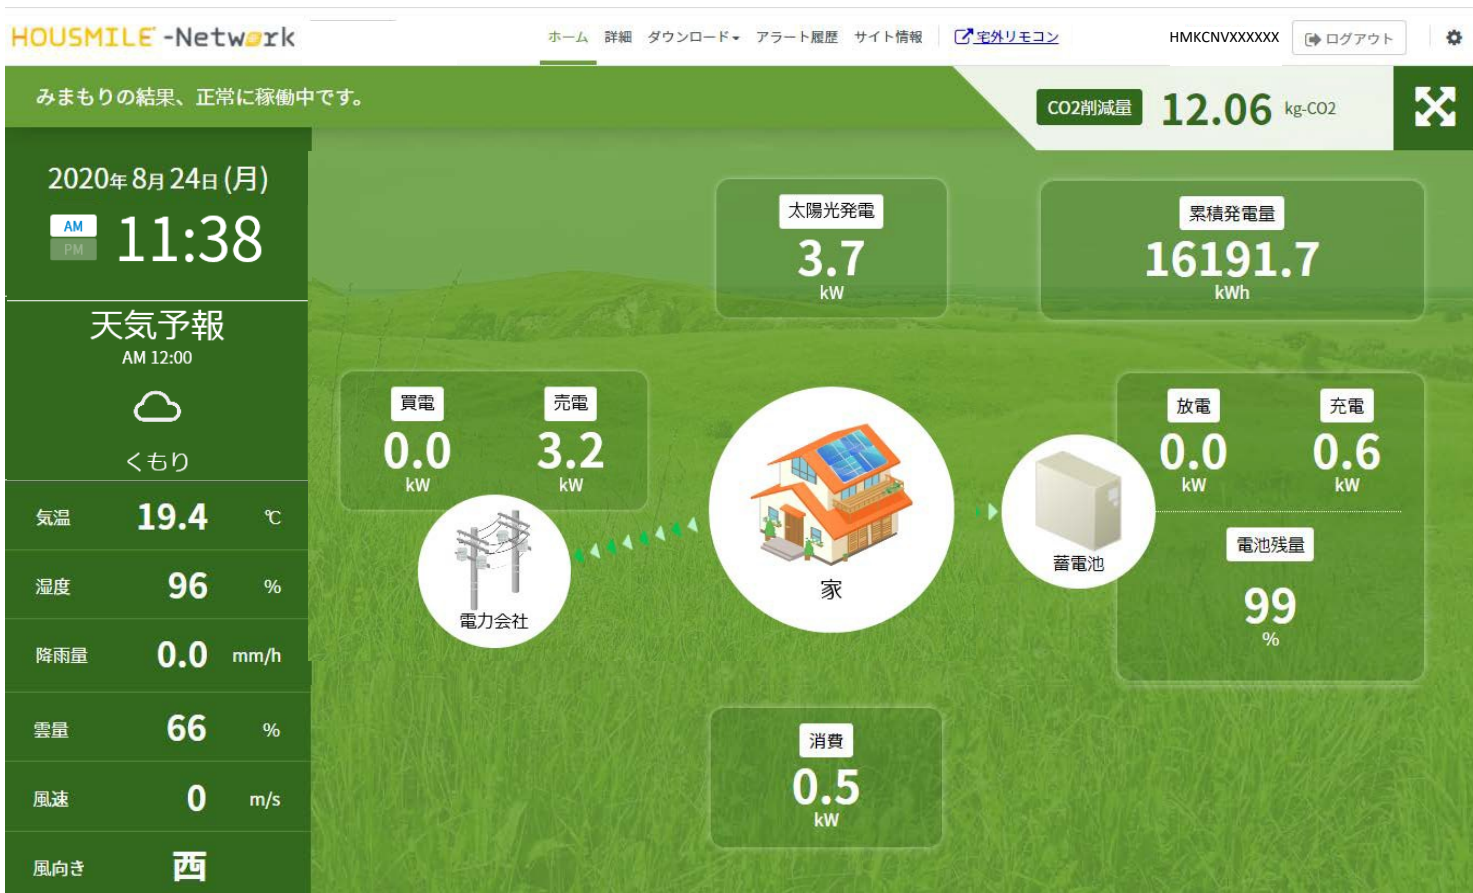 HOUSMILE-Network
ホーム 詳細 ダウンロード アラート履歴 サイト情報 宅外リモコン
HMKCNVXXXXXX ログアウト
みまもりの結果、正常に稼働中です。
CO2削減量 12.06 kg-CO2
2020年8月24日(月)
AM
PM
11:38
天気予報
AM 12:00
くもり
気温 19.4 ℃
湿度 96 %
降雨量 0.0 mm/h
雲量 66 %
風速 0 m/s
風向き 西
太陽光発電
3.7
kW
累積発電量
16191.7
kWh
買電 売電
0.0 3.2
kW kW
電力会社
家
放電 充電
0.0 0.6
kW kW
蓄電池
電池残量
99
%
消費
0.5
kW